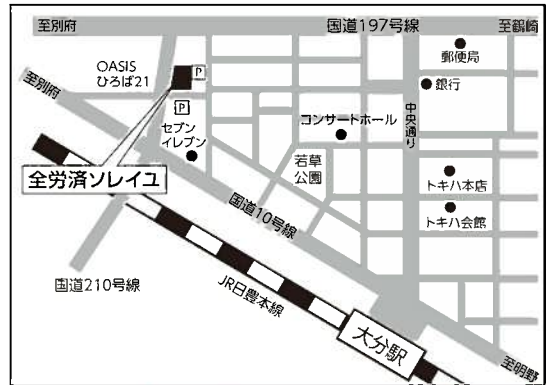 至別府
国道197号線
至鶴崎
郵便局
OASIS
ひろば21
P
銀行
至別府
P
中央通り
セブン
イレブン
コンサートホール
若草
公園
全労済ソレイユ
トキハ本店
トキハ会館
国道10号線
国道210号線
JR日豊本線
大分駅
至明野